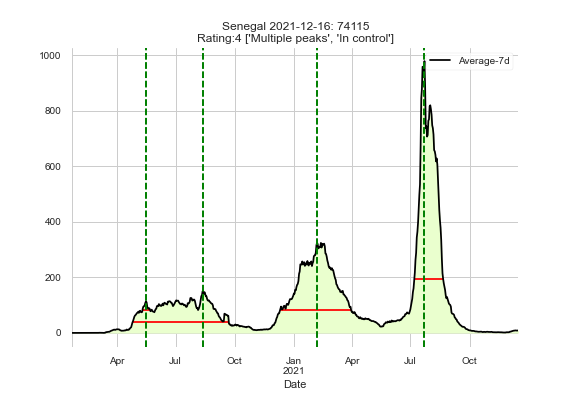 Senegal 2021-12-16: 74115
Rating:4 ['Multiple peaks', 'In control']
Average-7d
1000
800
600
400
200
0
Apr Jul Oct Jan Apr Jul Oct
2021
Date